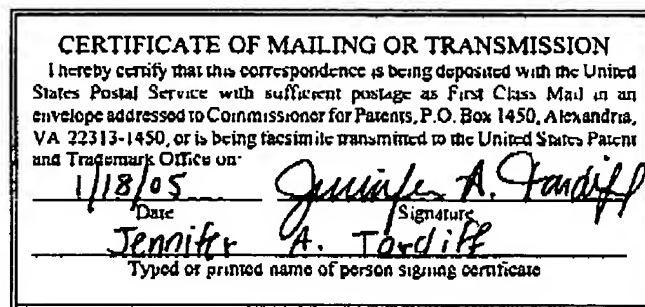 CERTIFICATE OF MAILING OR TRANSMISSION
I hereby certify that this correspondence is being deposited with the United
States Postal Service with sufficient postage as First Class Mail in an
envelope addressed to Commissioner for Patents, P.O. Box 1450, Alexandria,
VA 22313-1450, or is being facsimile transmitted to the United States Patent
and Trademark Office on:
1/18/05 Jennifer A. Tardiff
Date Signature
Jennifer A. Tardiff
Typed or printed name of person signing certificate